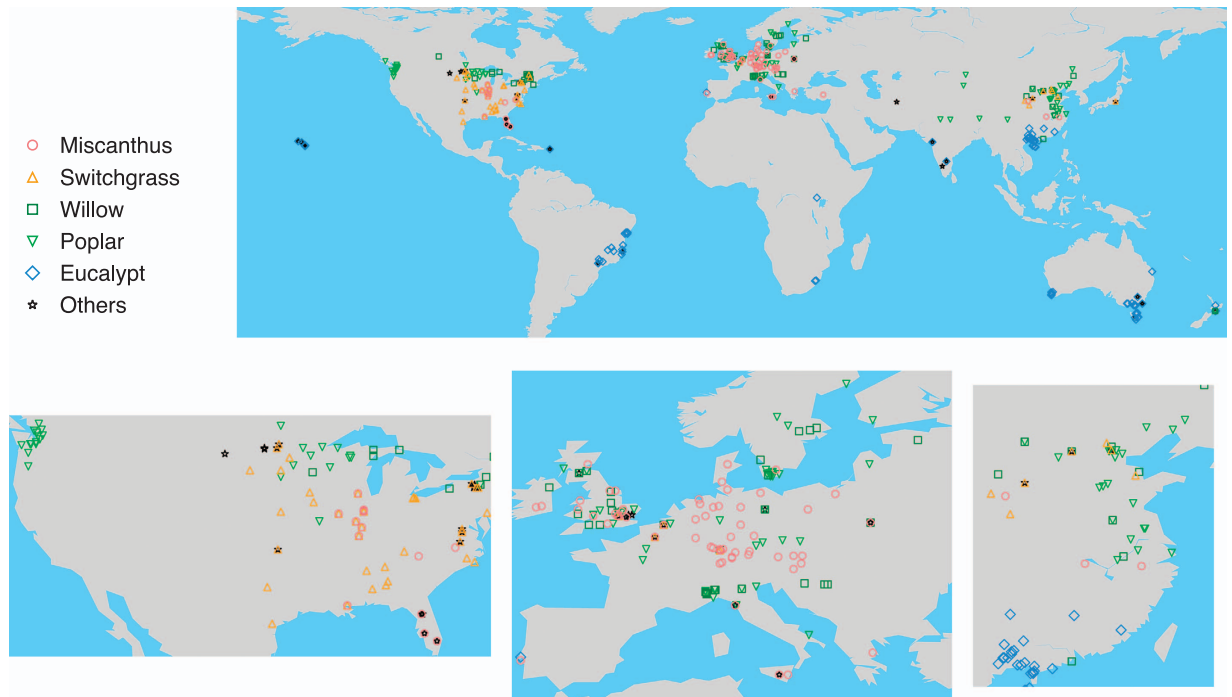 Miscanthus
Switchgrass
Willow
Poplar
Eucalypt
Others